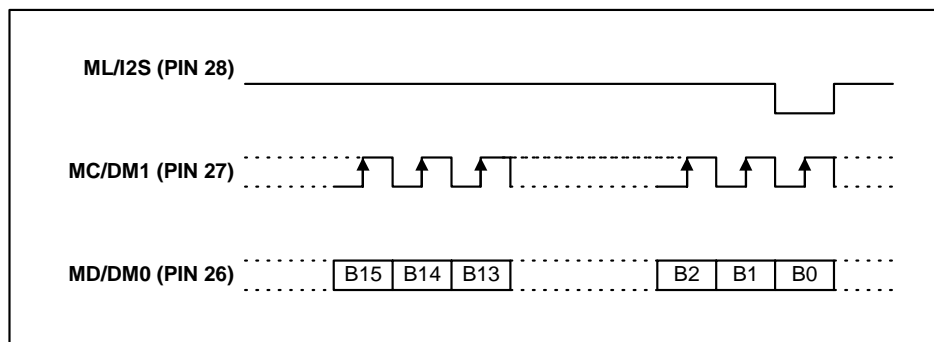 ML/I2S (PIN 28)
MC/DM1 (PIN 27)
MD/DM0 (PIN 26)
B15 B14 B13 B2 B1 B0